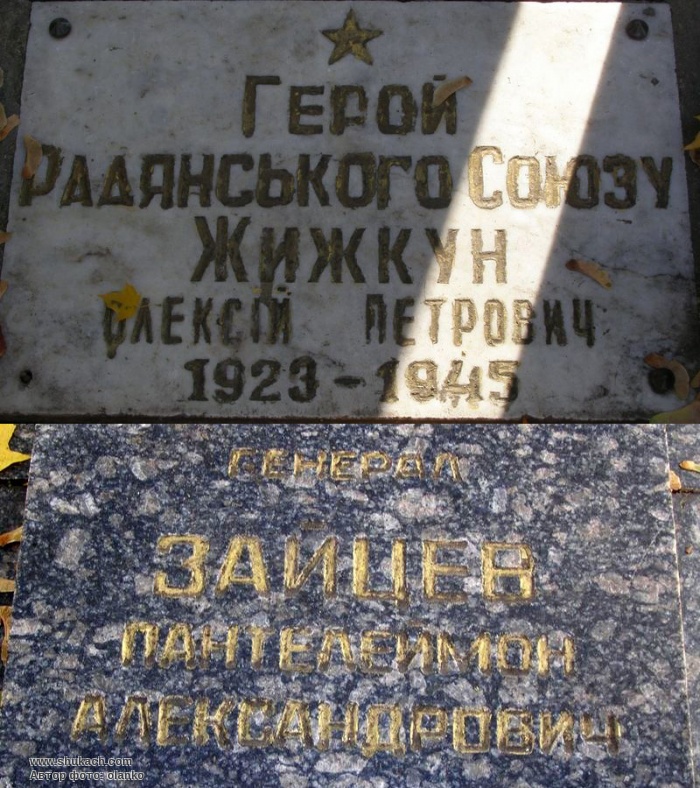 Герой
Радянського Союзу
Жижкун
Олексій Петрович
1923 – 1945
Генерал
ЗАЙЦЕВ
ПАНТЕЛЕЙМОН
АЛЕКСАНДРОВИЧ
www.shukach.com
Автор фото: olanko